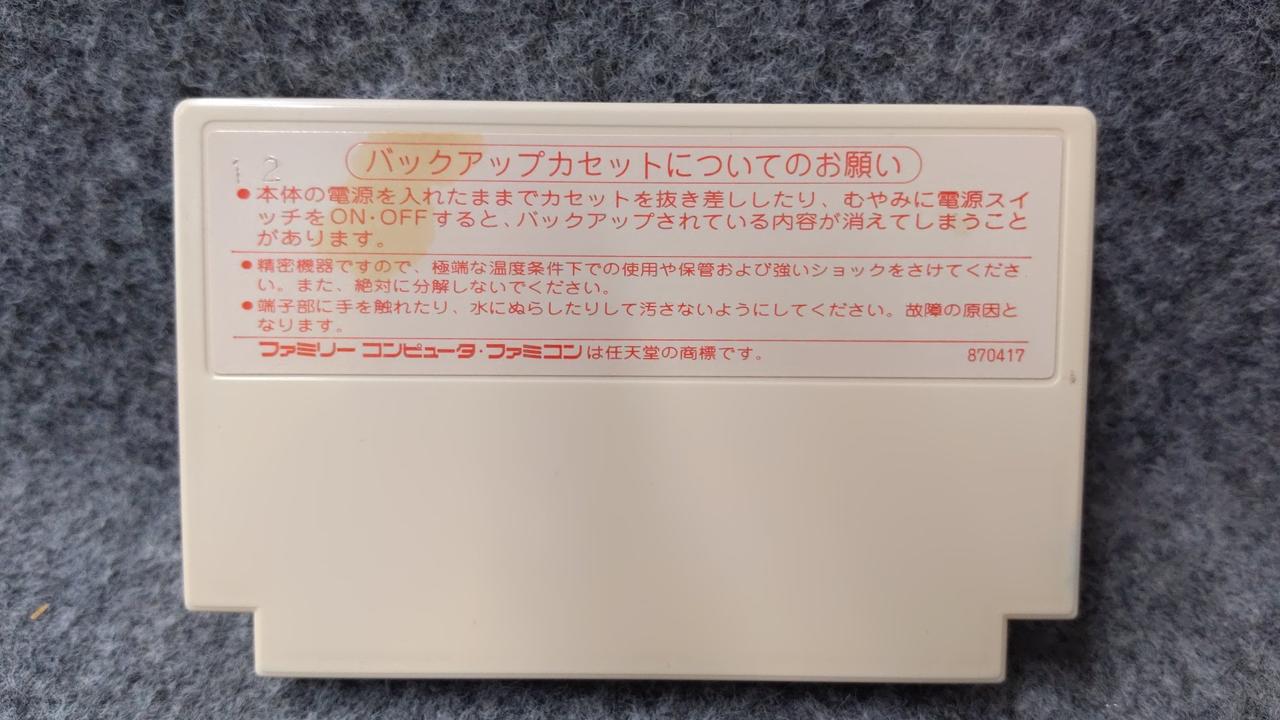 12
バックアップカセットについてのお願い
●本体の電源を入れたままでカセットを抜き差ししたり、むやみに電源スイ
ッチをON・OFFすると、バックアップされている内容が消えてしまうこと
があります。
●精密機器ですので、極端な温度条件下での使用や保管および強いショックをさけてくださ
い。また、絶対に分解しないでください。
●端子部に手を触れたり、水にぬらしたりして汚さないようにしてください。故障の原因と
なります。
ファミリーコンピュータ・ファミコンは任天堂の商標です。 870417